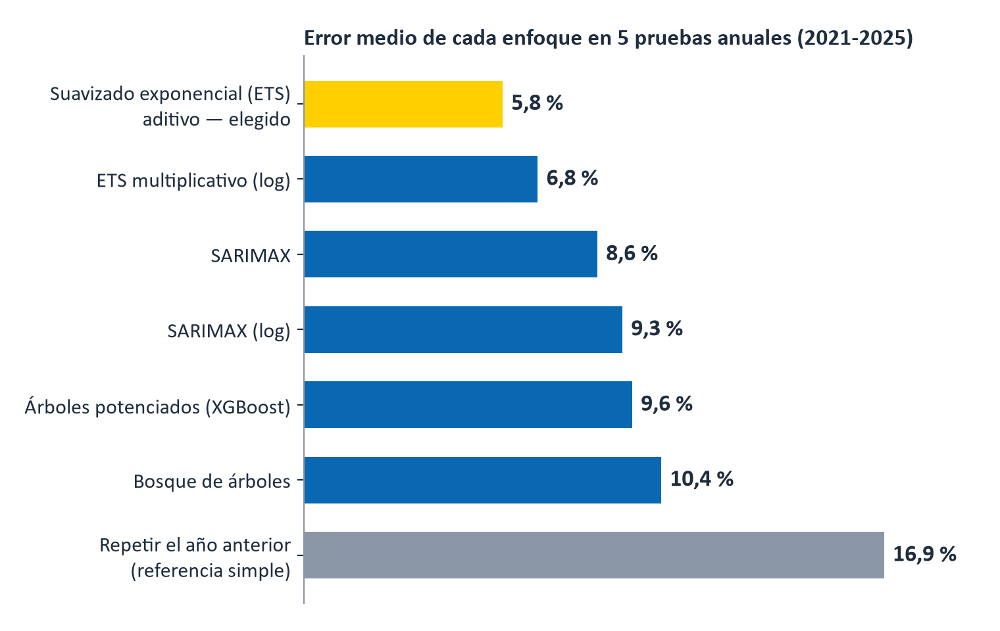 Error medio de cada enfoque en 5 pruebas anuales (2021-2025)
Suavizado exponencial (ETS)
aditivo — elegido
5,8 %
ETS multiplicativo (log)
6,8 %
SARIMAX
8,6 %
SARIMAX (log)
9,3 %
Árboles potenciados (XGBoost)
9,6 %
Bosque de árboles
10,4 %
Repetir el año anterior
(referencia simple)
16,9 %